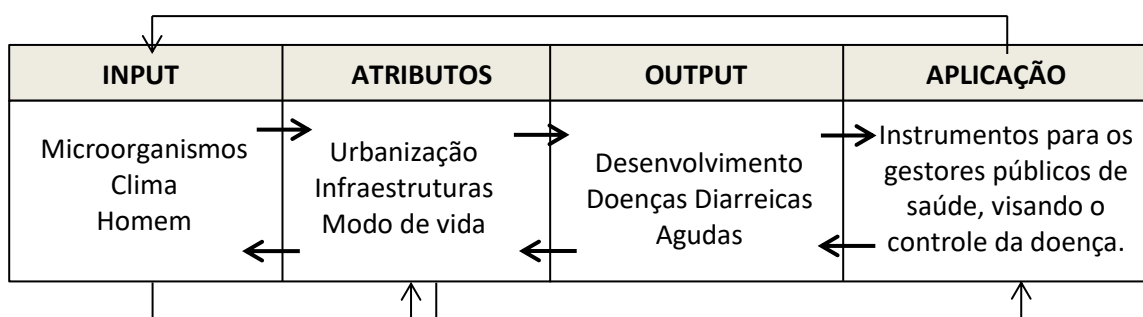 INPUT
ATRIBUTOS
OUTPUT
APLICAÇÃO
Microorganismos
Clima
Homem
Urbanização
Infraestruturas
Modo de vida
Desenvolvimento
Doenças Diarreicas
Agudas
Instrumentos para os
gestores públicos de
saúde, visando o
controle da doença.